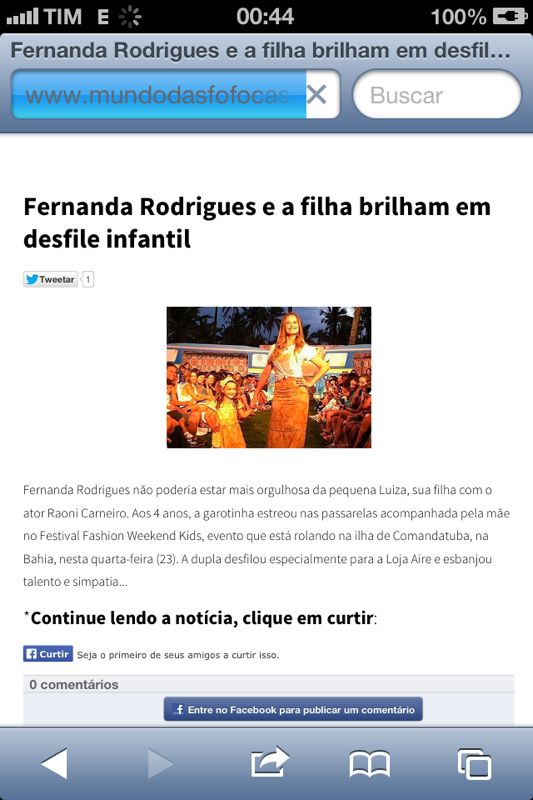 TIM E 00:44 100%
Fernanda Rodrigues e a filha brilham em desfil...
www.mundodasfofocas. Buscar
Fernanda Rodrigues e a filha brilham em
desfile infantil
Tweetar 1
Fernanda Rodrigues não poderia estar mais orgulhosa da pequena Luiza, sua filha com o
ator Raoni Carneiro. Aos 4 anos, a garotinha estreou nas passarelas acompanhada pela mãe
no Festival Fashion Weekend Kids, evento que está rolando na ilha de Comandatuba, na
Bahia, nesta quarta-feira (23). A dupla desfilou especialmente para a Loja Aire e esbanjou
talento e simpatia...
*Continue lendo a notícia, clique em curtir:
Curtir Seja o primeiro de seus amigos a curtir isso.
0 comentários
Entre no Facebook para publicar um comentário